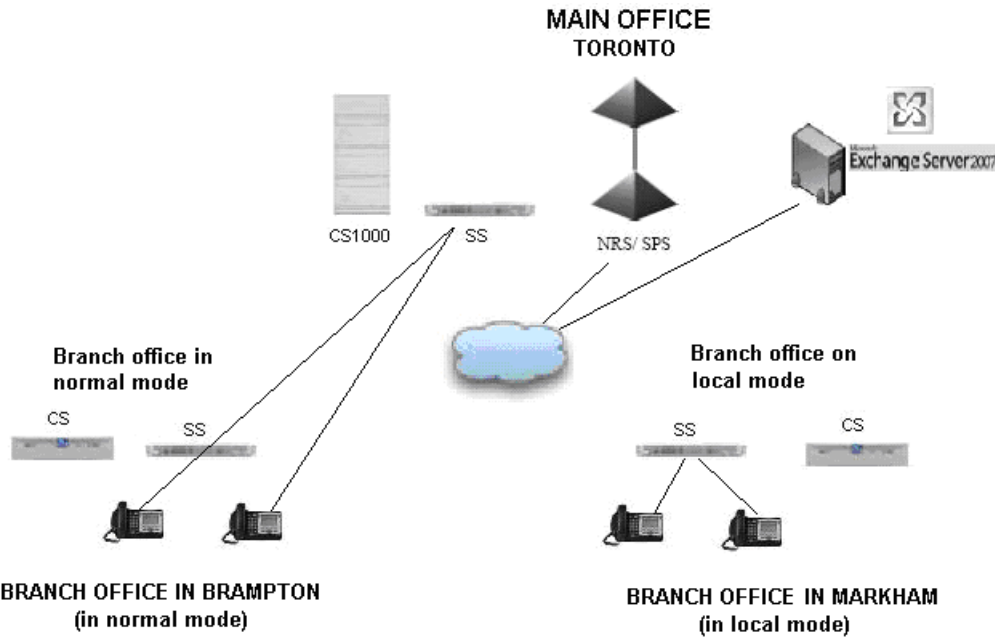 MAIN OFFICE
TORONTO
Exchange Server 2007
CS1000
SS
NRS/ SPS
Branch office in
normal mode
Branch office on
local mode
CS
SS
SS
CS
BRANCH OFFICE IN BRAMPTON
(in normal mode)
BRANCH OFFICE IN MARKHAM
(in local mode)